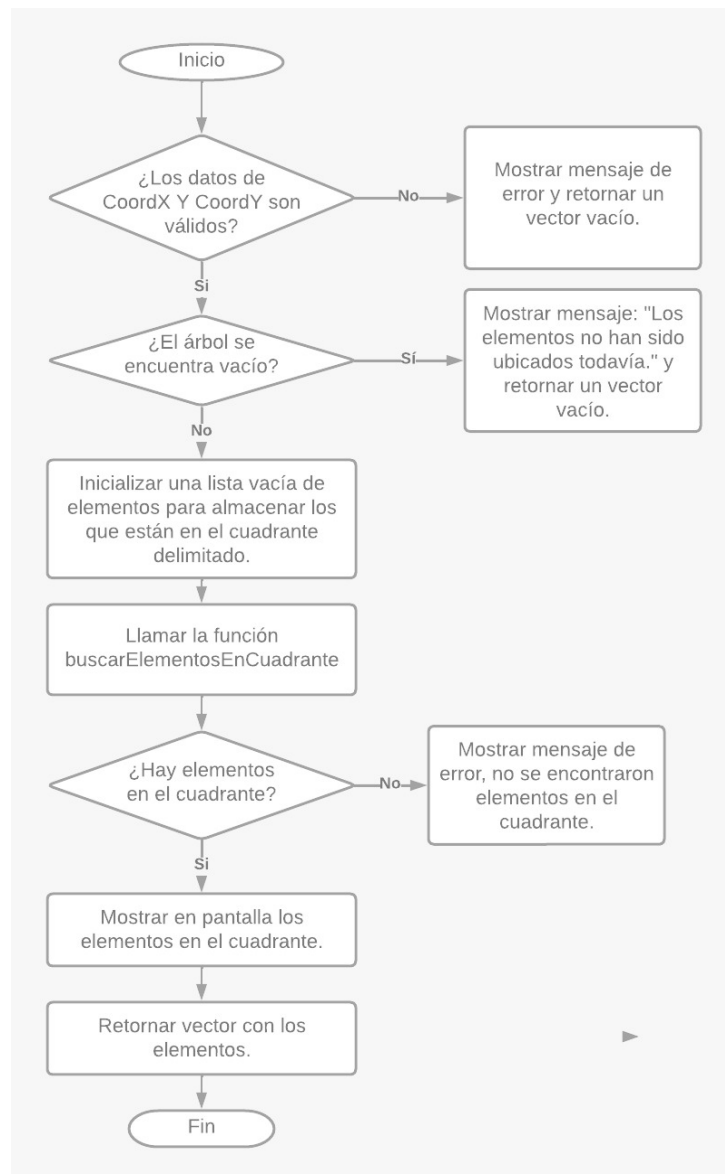 Inicio
¿Los datos de
CoordX Y CoordY son
válidos?
No
Mostrar mensaje de
error y retornar un
vector vacío.
Si
¿El árbol se
encuentra vacío?
Sí
Mostrar mensaje: "Los
elementos no han sido
ubicados todavía." y
retornar un vector
vacío.
No
Inicializar una lista vacía de
elementos para almacenar los
que están en el cuadrante
delimitado.
Llamar la función
buscarElementosEnCuadrante
¿Hay elementos
en el cuadrante?
No
Mostrar mensaje de
error, no se encontraron
elementos en el
cuadrante.
Si
Mostrar en pantalla los
elementos en el cuadrante.
Retornar vector con los
elementos.
Fin